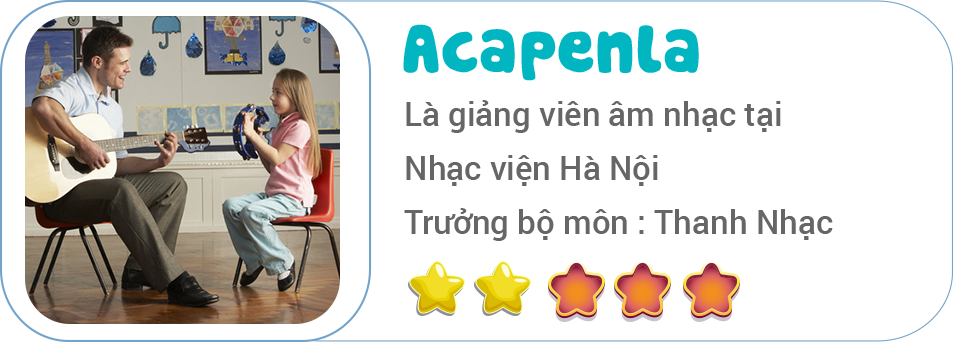 Acapenla
Là giảng viên âm nhạc tại
Nhạc viện Hà Nội
Trưởng bộ môn : Thanh Nhạc